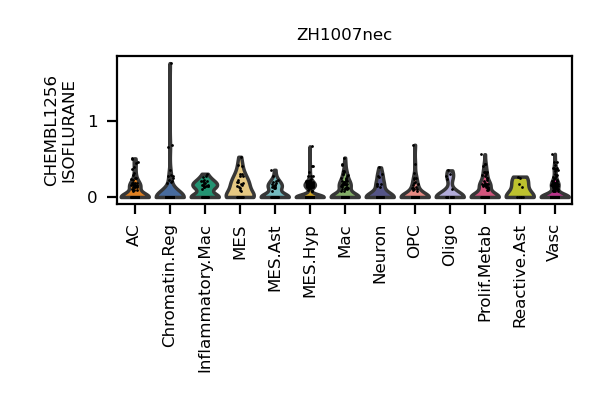 ZH1007nec
CHEMBL1256
ISOFLURANE
1
0
AC
Chromatin.Reg
Inflammatory.Mac
MES
MES.Ast
MES.Hyp
Mac
Neuron
OPC
Oligo
Prolif.Metab
Reactive.Ast
Vasc